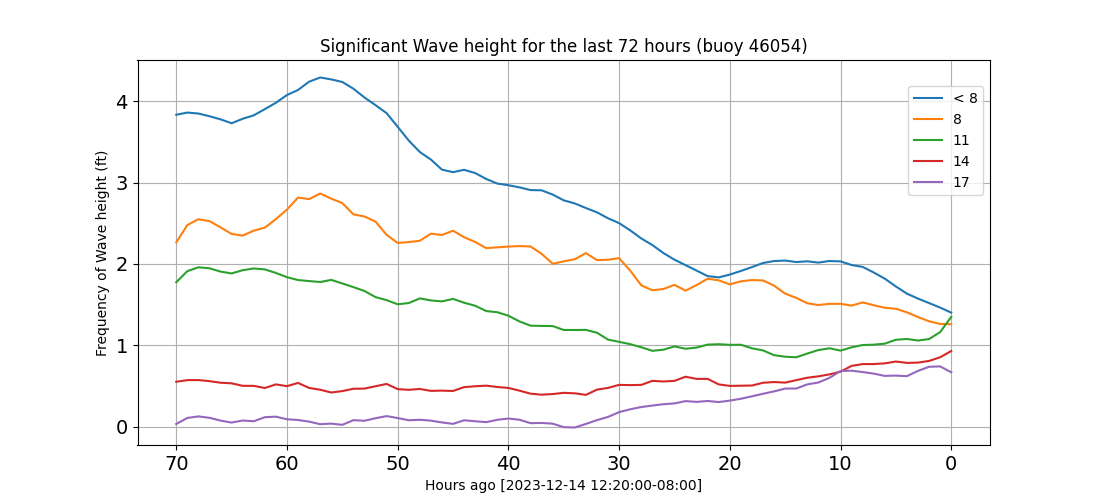 Significant Wave height for the last 72 hours (buoy 46054)
Frequency of Wave height (ft)
4
3
2
1
0
< 8
8
11
14
17
70 60 50 40 30 20 10 0
Hours ago [2023-12-14 12:20:00-08:00]